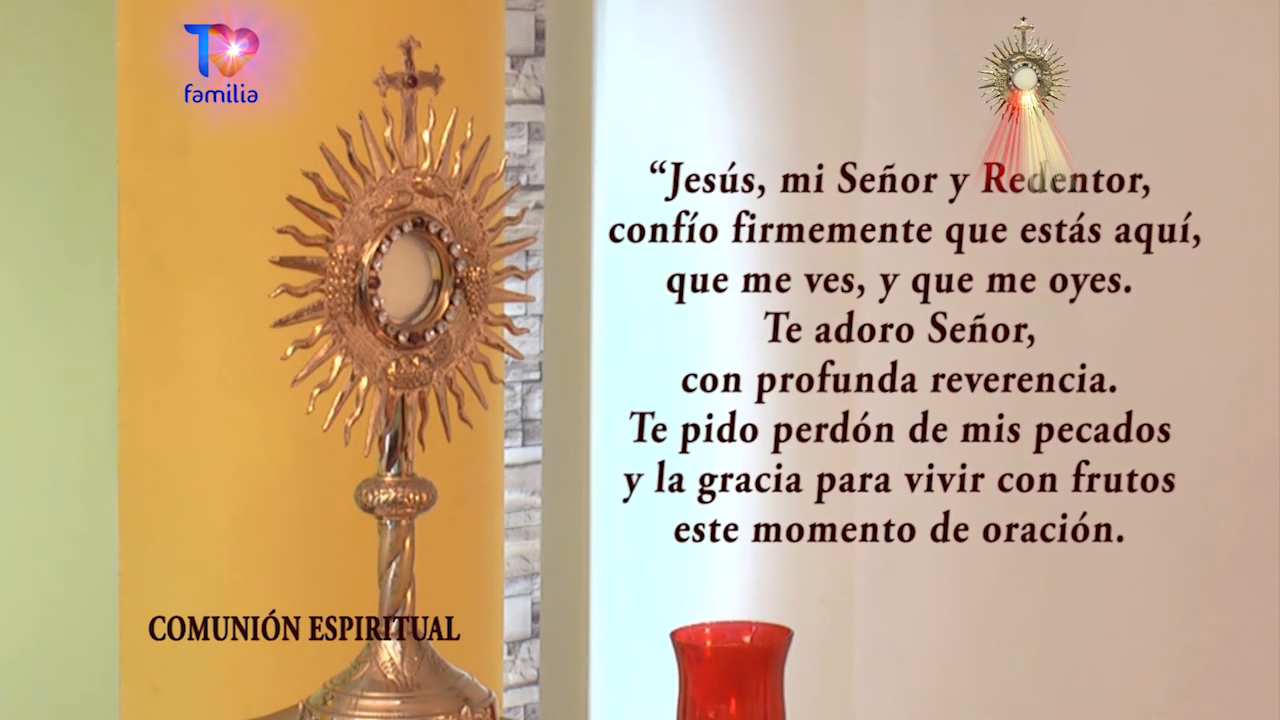 T
familia
“Jesús, mi Señor y Redentor,
confío firmemente que estás aquí,
que me ves, y que me oyes.
Te adoro Señor,
con profunda reverencia.
Te pido perdón de mis pecados
y la gracia para vivir con frutos
este momento de oración.
COMUNIÓN ESPIRITUAL